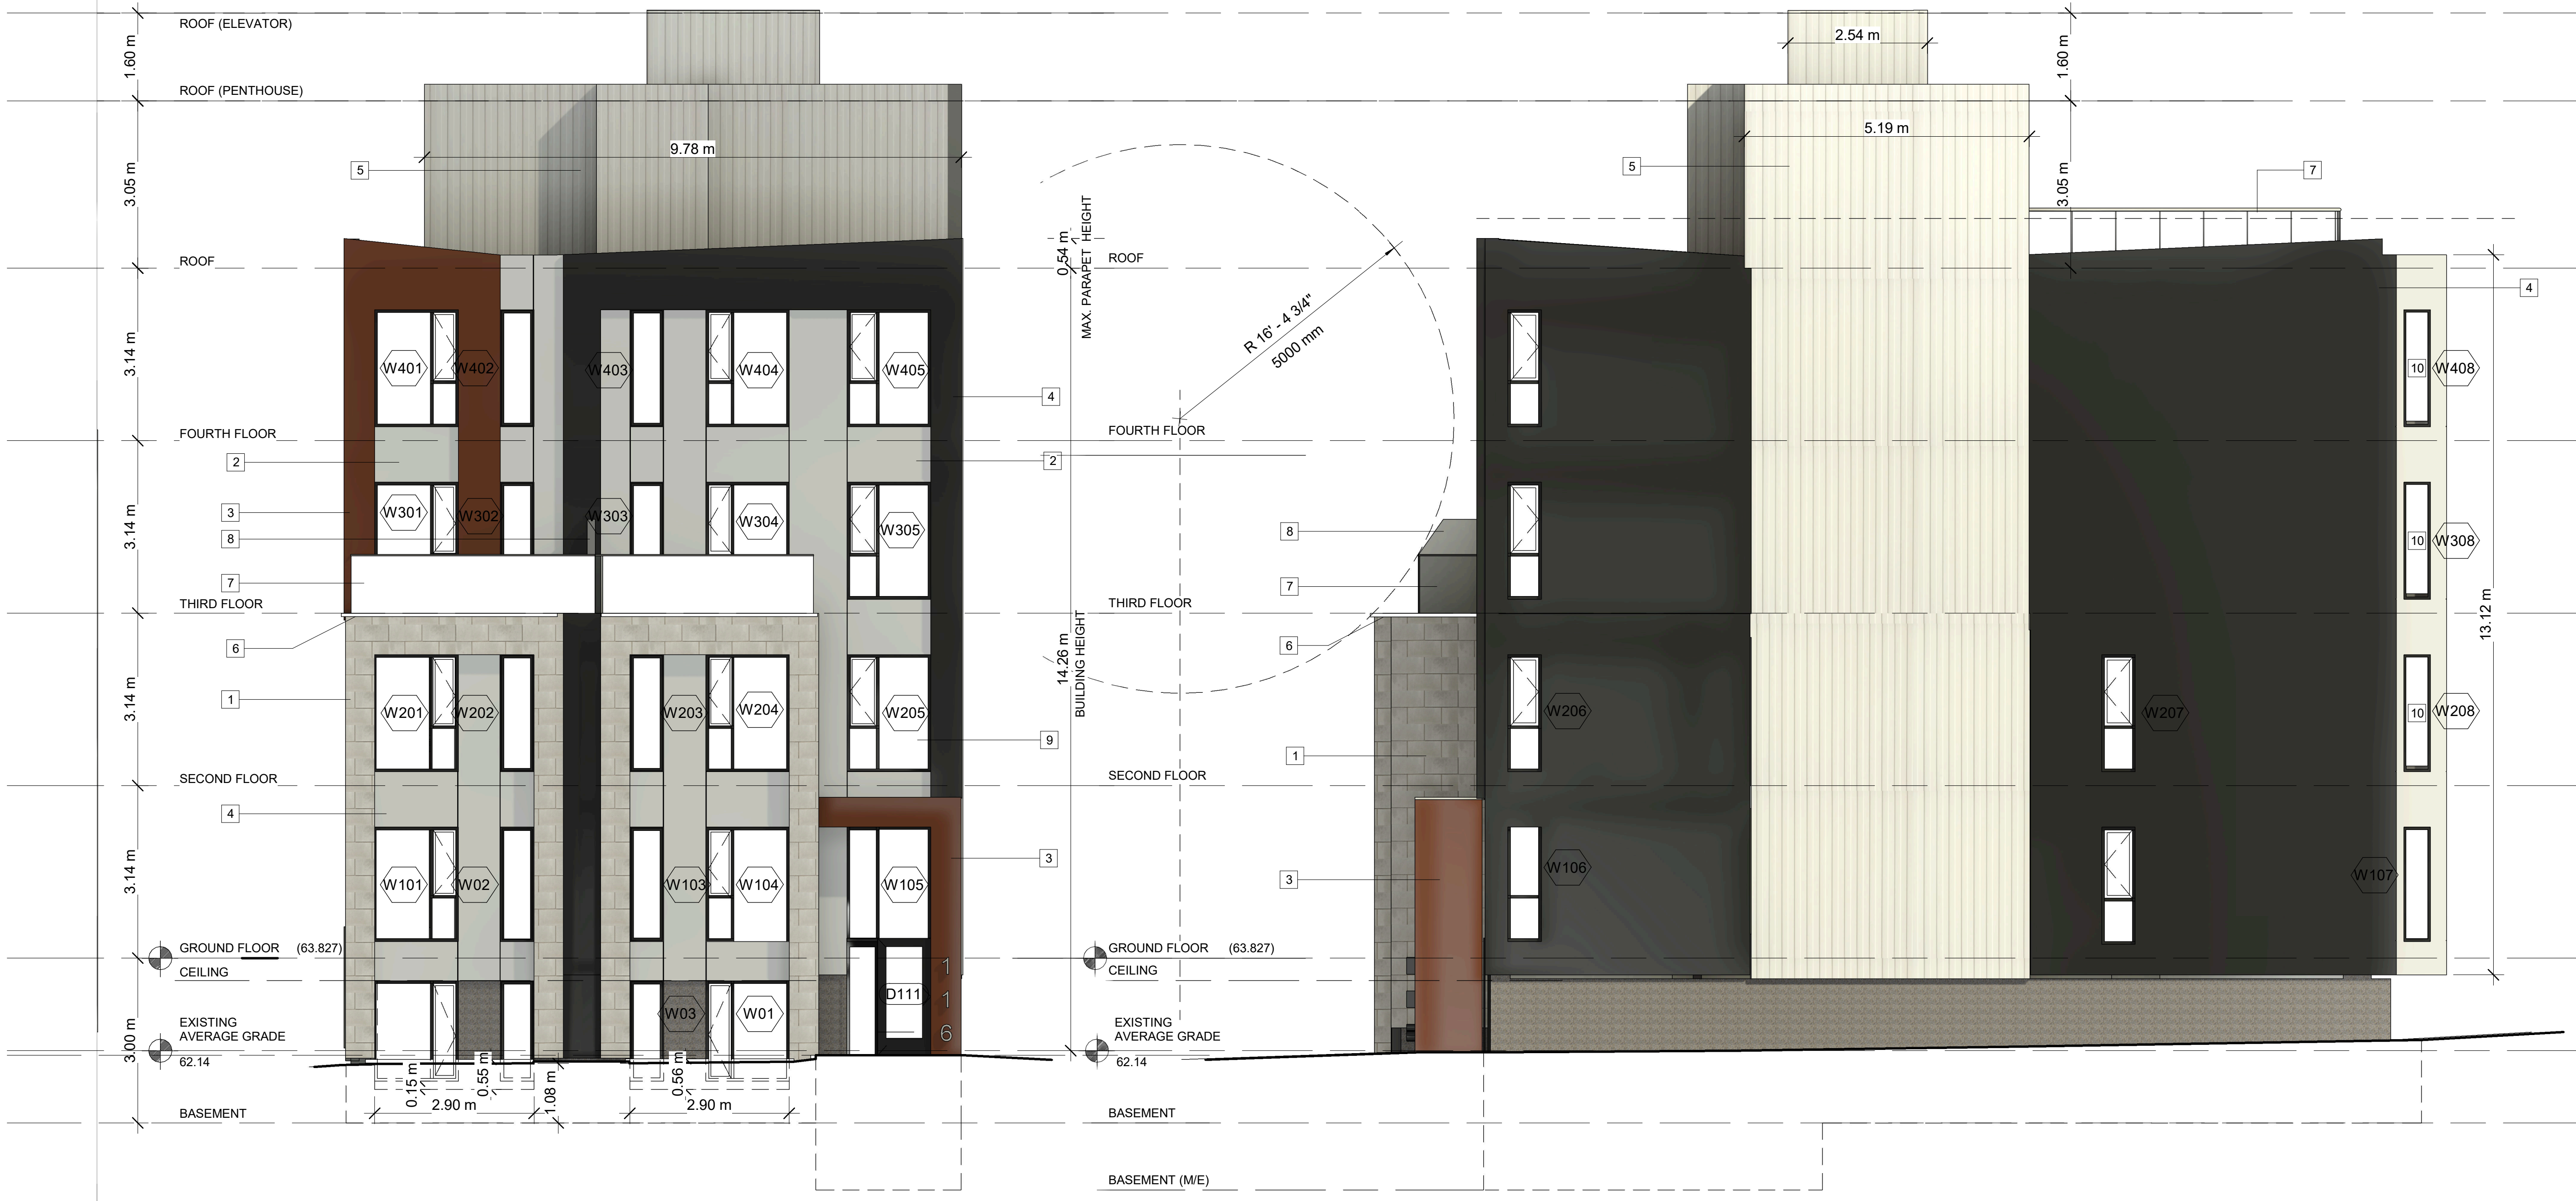 ROOF (ELEVATOR)
1.60 m
ROOF (PENTHOUSE)
3.05 m
9.78 m
5
ROOF
3.14 m
W401
W402
W403
W404
W405
4
FOURTH FLOOR
2
2
3.14 m
3
W301
W302
W303
W304
W305
8
7
THIRD FLOOR
6
3.14 m
1
W201
W202
W203
W204
W205
9
SECOND FLOOR
4
3.14 m
W101
W02
W103
W104
W105
3
GROUND FLOOR (63.827)
CEILING
1
1
6
D111
W03
W01
EXISTING
AVERAGE GRADE
62.14
3.00 m
0.15 m
0.55 m
1.08 m
0.56 m
2.90 m
2.90 m
BASEMENT
0.54 m
MAX. PARAPET HEIGHT
14.26 m
BUILDING HEIGHT
R 16' - 4 3/4"
5000 mm
2.54 m
1.60 m
5.19 m
5
3.05 m
7
ROOF
4
10
W408
FOURTH FLOOR
8
10
W308
7
THIRD FLOOR
6
13.12 m
W206
W207
10
W208
1
SECOND FLOOR
W106
W107
3
GROUND FLOOR (63.827)
CEILING
EXISTING
AVERAGE GRADE
62.14
BASEMENT
BASEMENT (M/E)